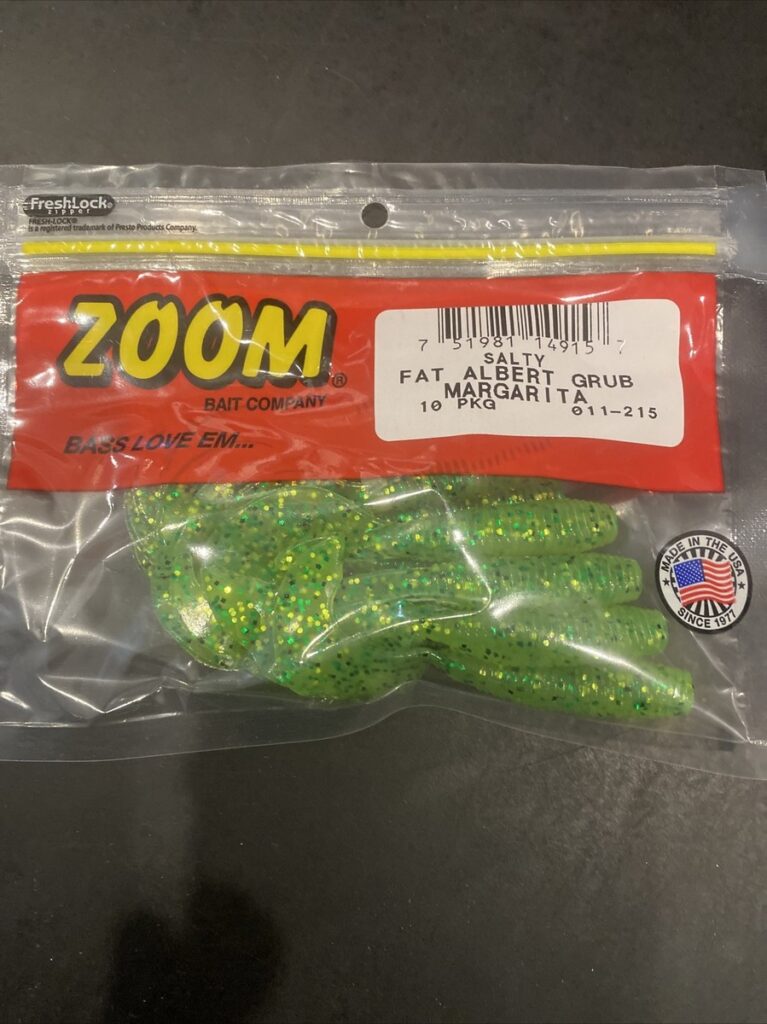 FreshLock®
zipper
FRESH-LOCK®
is a registered trademark of Presto Products Company.
ZOOM®
BAIT COMPANY
BASS LOVE EM...
7 51981 14915 7
SALTY
FAT ALBERT GRUB
MARGARITA
10 PKG 011-215
MADE IN THE USA
SINCE 1977